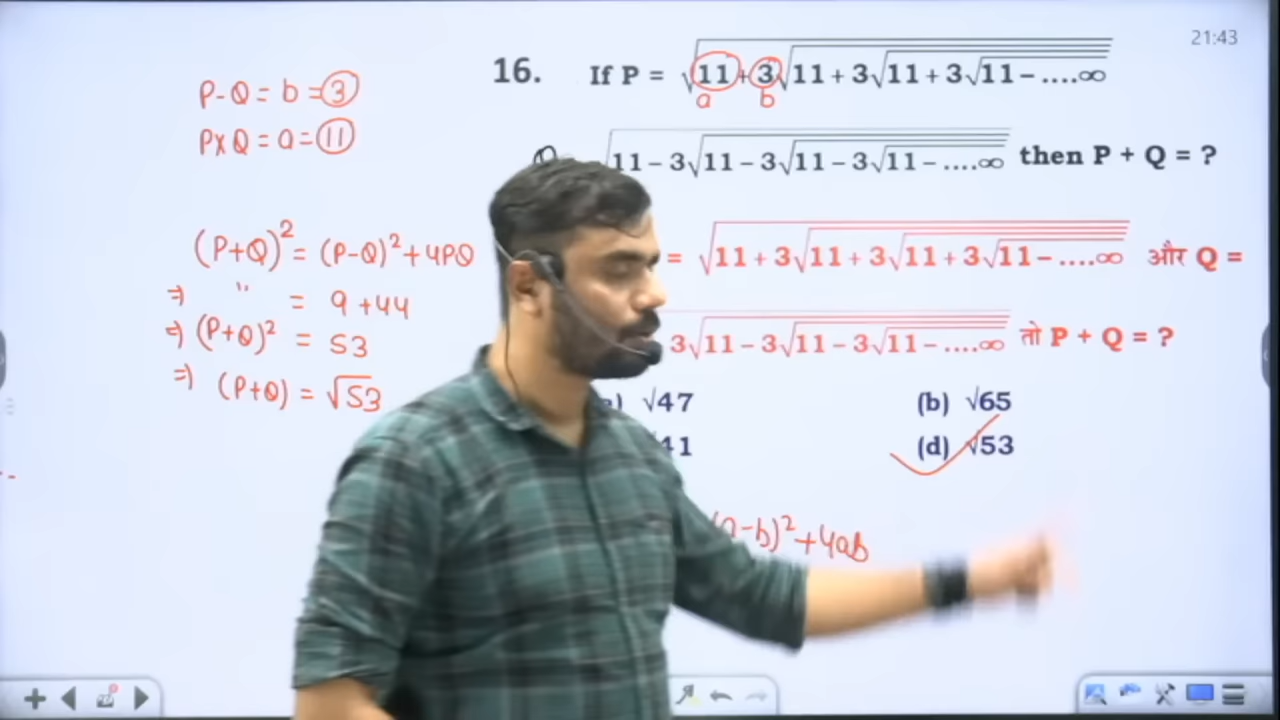 21:43
16. If P = √11 + 3√11 + 3√11 + 3√11 − ....∞
a b
11 − 3√11 − 3√11 − 3√11 − ....∞ then P + Q = ?
= √11 + 3√11 + 3√11 + 3√11 − ....∞ और Q =
3√11 − 3√11 − 3√11 − ....∞ तो P + Q = ?
√47
(b) √65
41
(d) √53
P-Q = b = 3
PxQ = a = 11
(P+Q)² = (P-Q)² + 4PQ
⇒ " = 9 + 44
⇒ (P+Q)² = 53
⇒ (P+Q) = √53
(a-b)² + 4ab